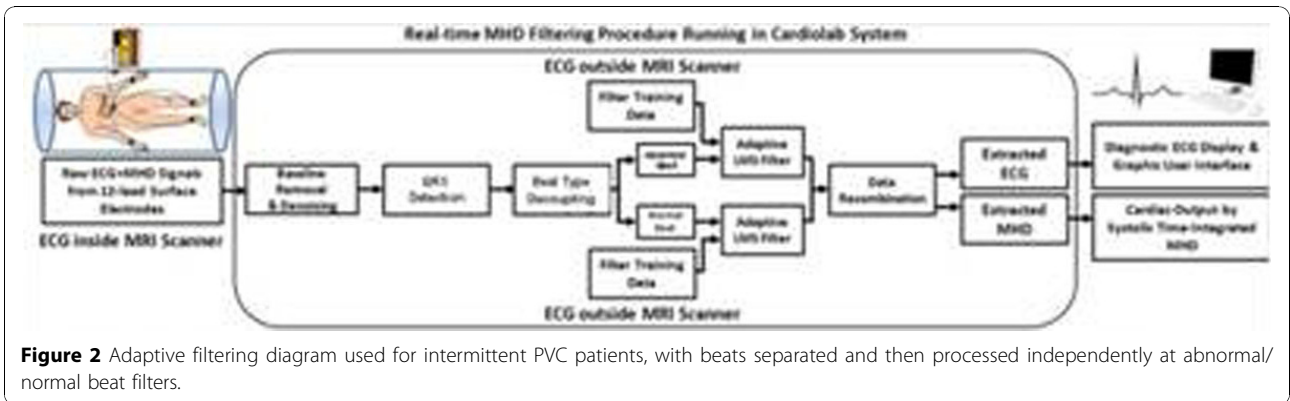 Real-time MHD Filtering Procedure Running in Cardiolab System
ECG outside MRI Scanner
Raw ECG+MHD Signals
from 12-lead Surface
Electrodes
ECG inside MRI Scanner
Baseline
Removal
& Denoising
QRS
Detection
Beat Type
Decoupling
Filter Training
Data
Abnormal
Beat
Adaptive
LMS Filter
Normal
Beat
Adaptive
LMS Filter
Filter Training
Data
ECG outside MRI Scanner
Data
Recombination
Extracted
ECG
Extracted
MHD
Diagnostic ECG Display &
Graphic User Interface
Cardiac-Output by
Systolic Time-Integrated
MHD
Figure 2 Adaptive filtering diagram used for intermittent PVC patients, with beats separated and then processed independently at abnormal/
normal beat filters.